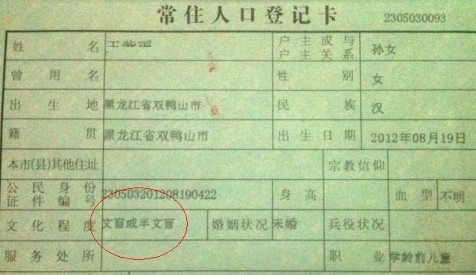 常住人口登记卡 2305030093
姓名 户主或与户主关系 孙女
曾用名 性别 女
出生地 黑龙江省双鸭山市 民族 汉
籍贯 黑龙江省双鸭山市 出生日期 2012年08月19日
本市(县)其他住址 宗教信仰
公民身份证件编号 230503201208190422 身高 血型 不明
文化程度 文盲或半文盲 婚姻状况 未婚 兵役状况
服务处所 职业 学龄前儿童